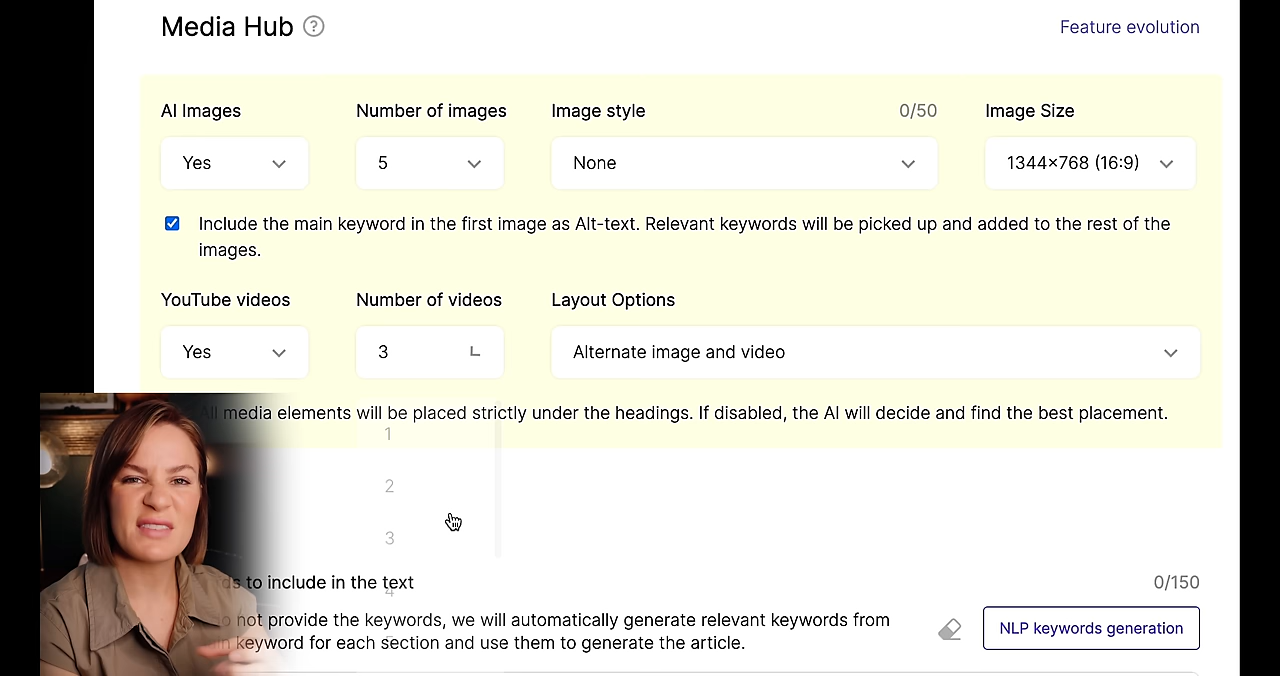 Media Hub ?
Feature evolution
AI Images
Number of images
Image style
0/50
Image Size
Yes
5
None
1344×768 (16:9)
Include the main keyword in the first image as Alt-text. Relevant keywords will be picked up and added to the rest of the
images.
YouTube videos
Number of videos
Layout Options
Yes
3
Alternate image and video
All media elements will be placed strictly under the headings. If disabled, the AI will decide and find the best placement.
1
2
3
4
5
to include in the text
0/150
not provide the keywords, we will automatically generate relevant keywords from
keyword for each section and use them to generate the article.
NLP keywords generation